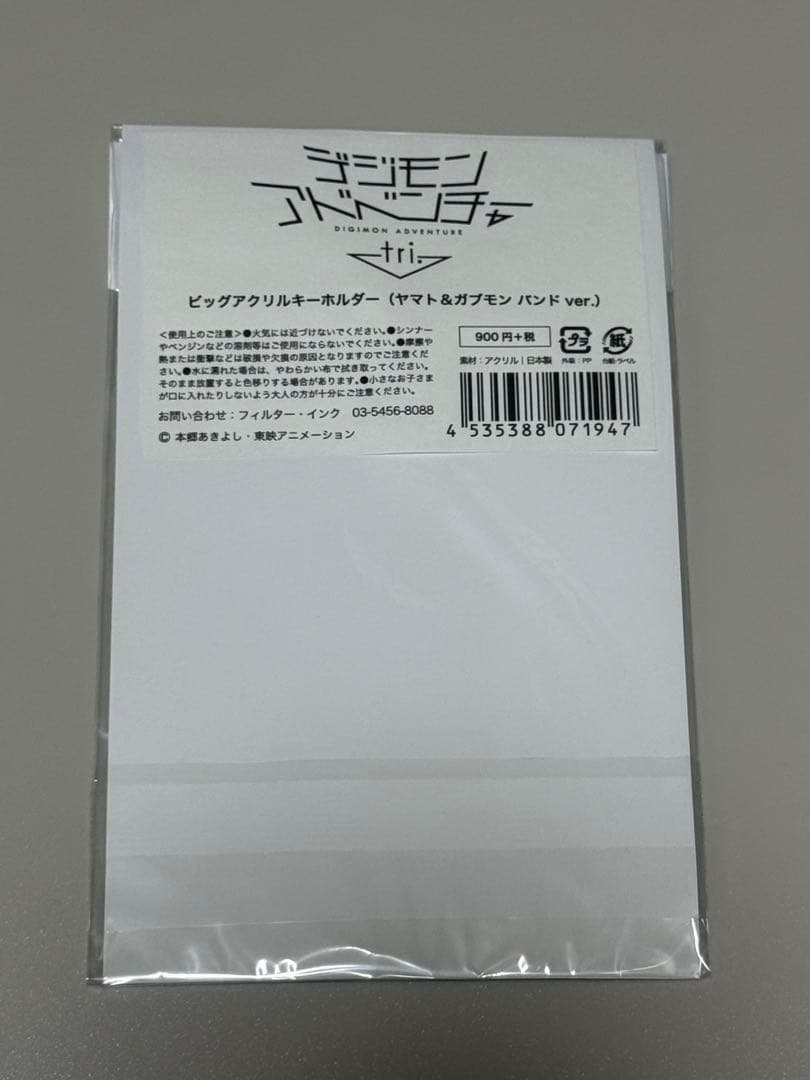 デジモン
アドベンチャー
DIGIMON ADVENTURE
tri.
ビッグアクリルキーホルダー（ヤマト＆ガブモン バンド ver.）
＜使用上のご注意＞●火気には近づけないでください。●シンナー
やベンジンなどの溶剤等はご使用にならないでください。●摩擦や
熱または衝撃などは破損や欠損の原因となりますのでご注意くだ
さい。●水に濡れた場合は、やわらかい布で拭き取ってください。
そのまま放置すると色移りする場合があります。●小さなお子さま
が口に入れたりしないよう大人の方が十分にご注意ください。
お問い合わせ：フィルター・インク 03-5456-8088
© 本郷あきよし・東映アニメーション
900円+税
プラ
紙
素材：アクリル｜日本製
外装：PP
台紙・ラベル
4 535388 071947